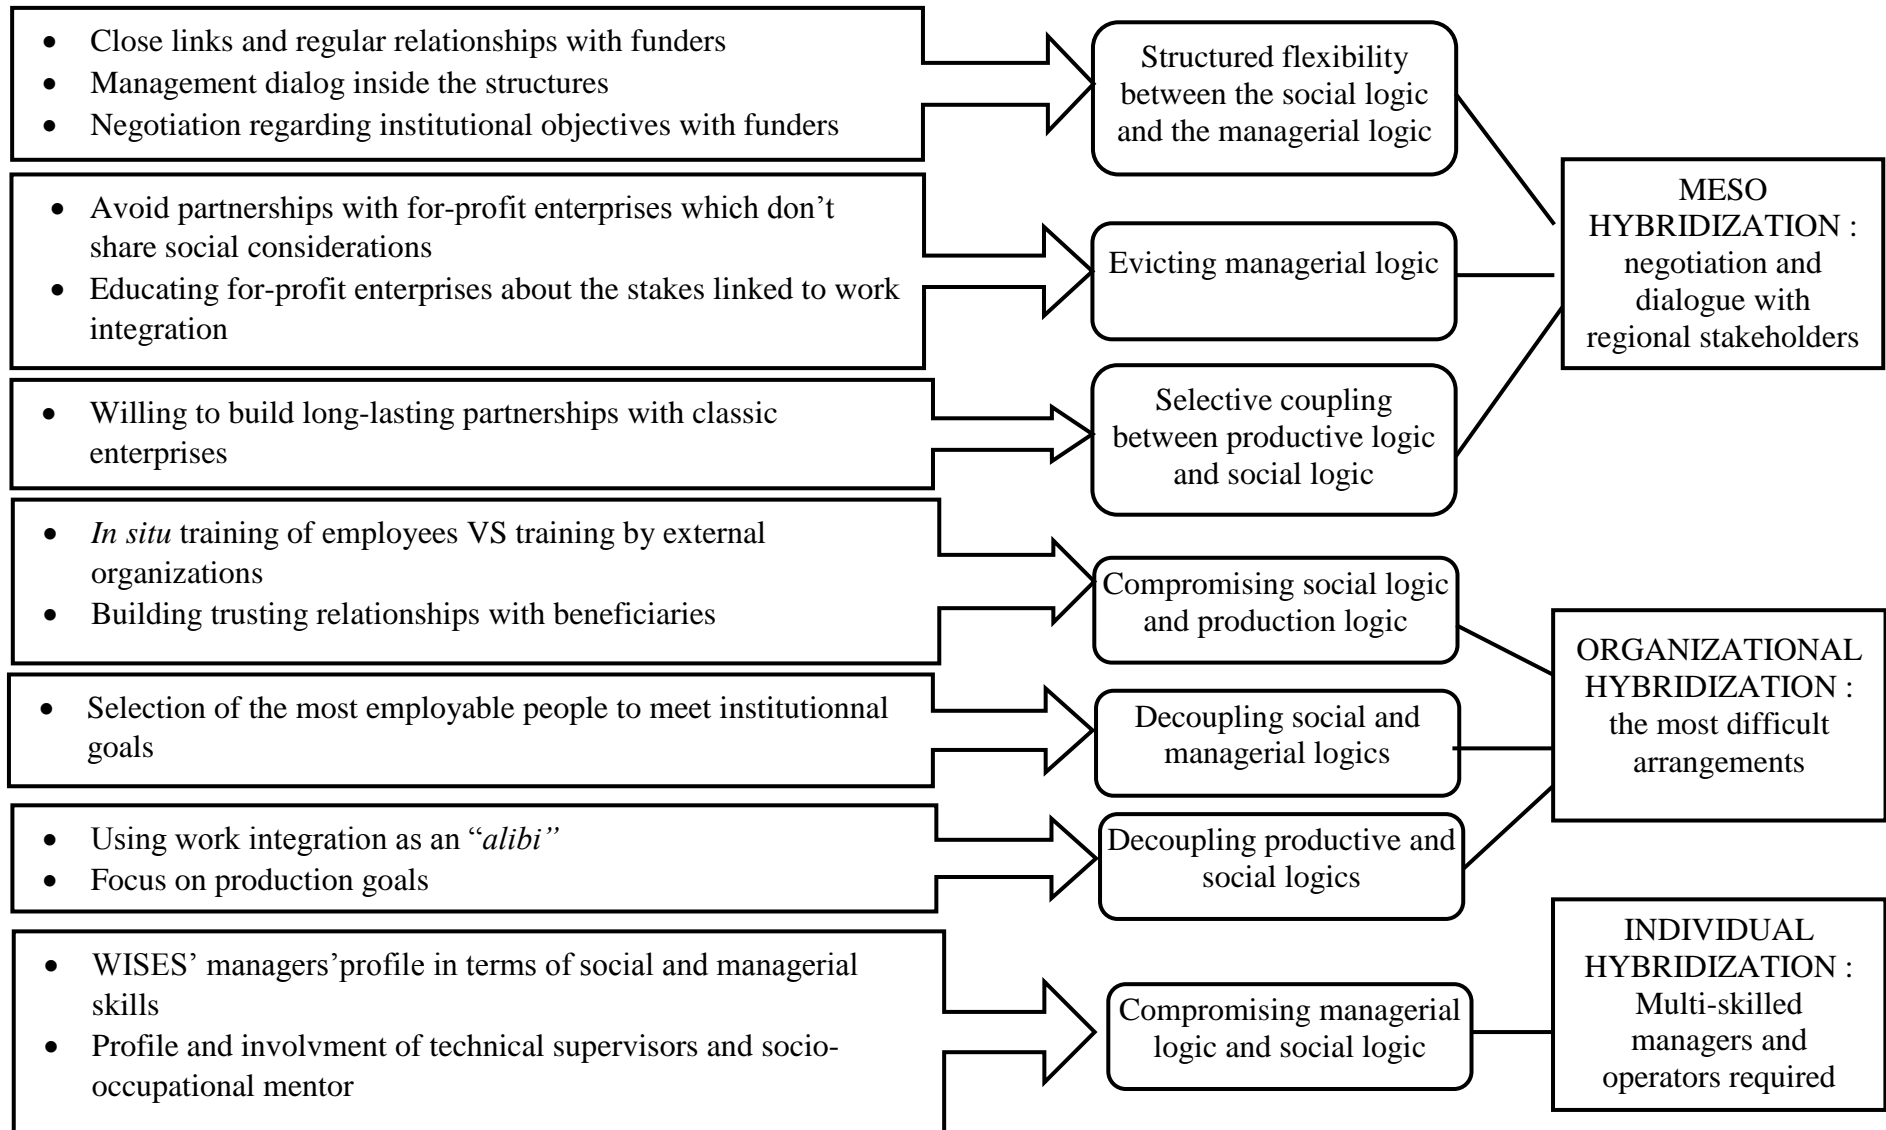 • Close links and regular relationships with funders
• Management dialog inside the structures
• Negotiation regarding institutional objectives with funders
Structured flexibility
between the social logic
and the managerial logic
• Avoid partnerships with for-profit enterprises which don’t
share social considerations
• Educating for-profit enterprises about the stakes linked to work
integration
Evicting managerial logic
• Willing to build long-lasting partnerships with classic
enterprises
Selective coupling
between productive logic
and social logic
MESO
HYBRIDIZATION :
negotiation and
dialogue with
regional stakeholders
• In situ training of employees VS training by external
organizations
• Building trusting relationships with beneficiaries
Compromising social logic
and production logic
• Selection of the most employable people to meet institutionnal
goals
Decoupling social and
managerial logics
• Using work integration as an “alibi”
• Focus on production goals
Decoupling productive and
social logics
ORGANIZATIONAL
HYBRIDIZATION :
the most difficult
arrangements
• WISES’ managers’profile in terms of social and managerial
skills
• Profile and involvment of technical supervisors and socio-
occupational mentor
Compromising managerial
logic and social logic
INDIVIDUAL
HYBRIDIZATION :
Multi-skilled
managers and
operators required